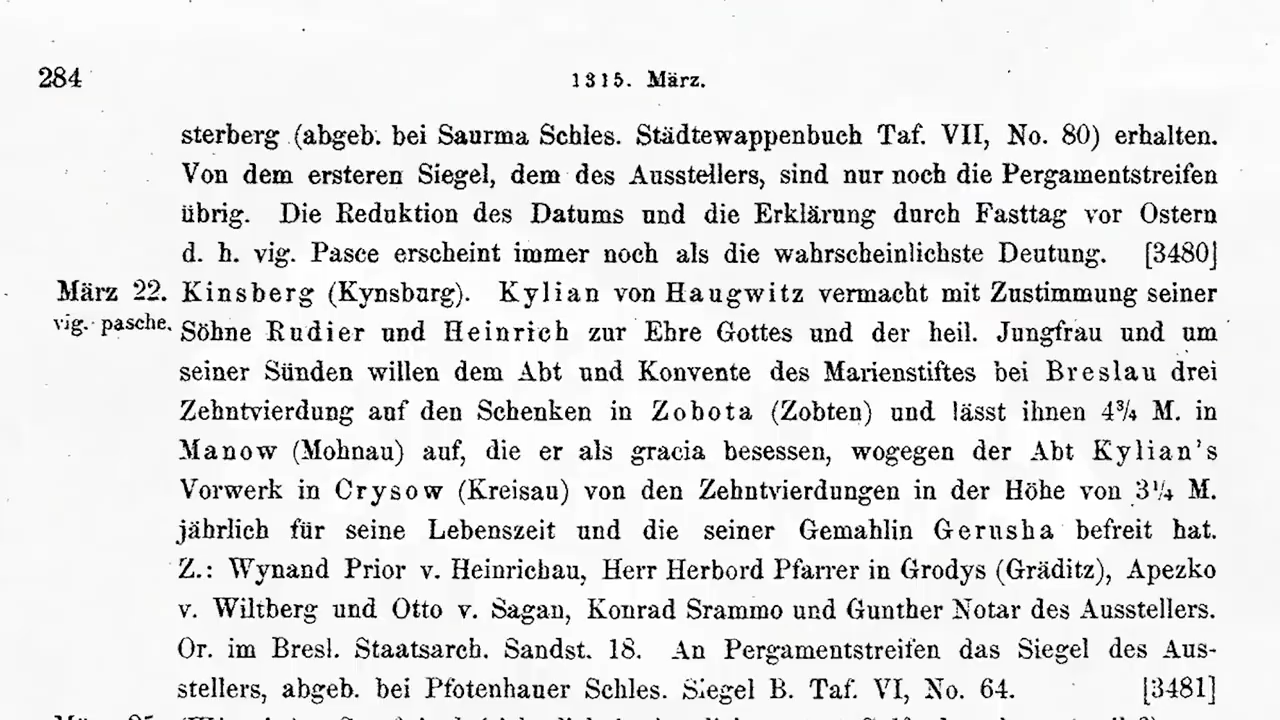 284
1315. März.
sterberg (abgeb. bei Saurma Schles. Städtewappenbuch Taf. VII, No. 80) erhalten.
Von dem ersteren Siegel, dem des Ausstellers, sind nur noch die Pergamentstreifen
übrig. Die Reduktion des Datums und die Erklärung durch Fasttag vor Ostern
d. h. vig. Pasce erscheint immer noch als die wahrscheinlichste Deutung. [3480]
März 22. Kinsberg (Kynsburg). Kylian von Haugwitz vermacht mit Zustimmung seiner
vig. pasche. Söhne Rudier und Heinrich zur Ehre Gottes und der heil. Jungfrau und um
seiner Sünden willen dem Abt und Konvente des Marienstiftes bei Breslau drei
Zehntvierdung auf den Schenken in Zobota (Zobten) und lässt ihnen 4¾ M. in
Manow (Mohnau) auf, die er als gracia besessen, wogegen der Abt Kylian's
Vorwerk in Crysow (Kreisau) von den Zehntvierdungen in der Höhe von 3¼ M.
jährlich für seine Lebenszeit und die seiner Gemahlin Gerusha befreit hat.
Z.: Wynand Prior v. Heinrichau, Herr Herbord Pfarrer in Grodys (Gräditz), Apezko
v. Wiltberg und Otto v. Sagan, Konrad Srammo und Gunther Notar des Ausstellers.
Or. im Bresl. Staatsarch. Sandst. 18. An Pergamentstreifen das Siegel des Aus-
stellers, abgeb. bei Pfotenhauer Schles. Siegel B. Taf. VI, No. 64. [3481]